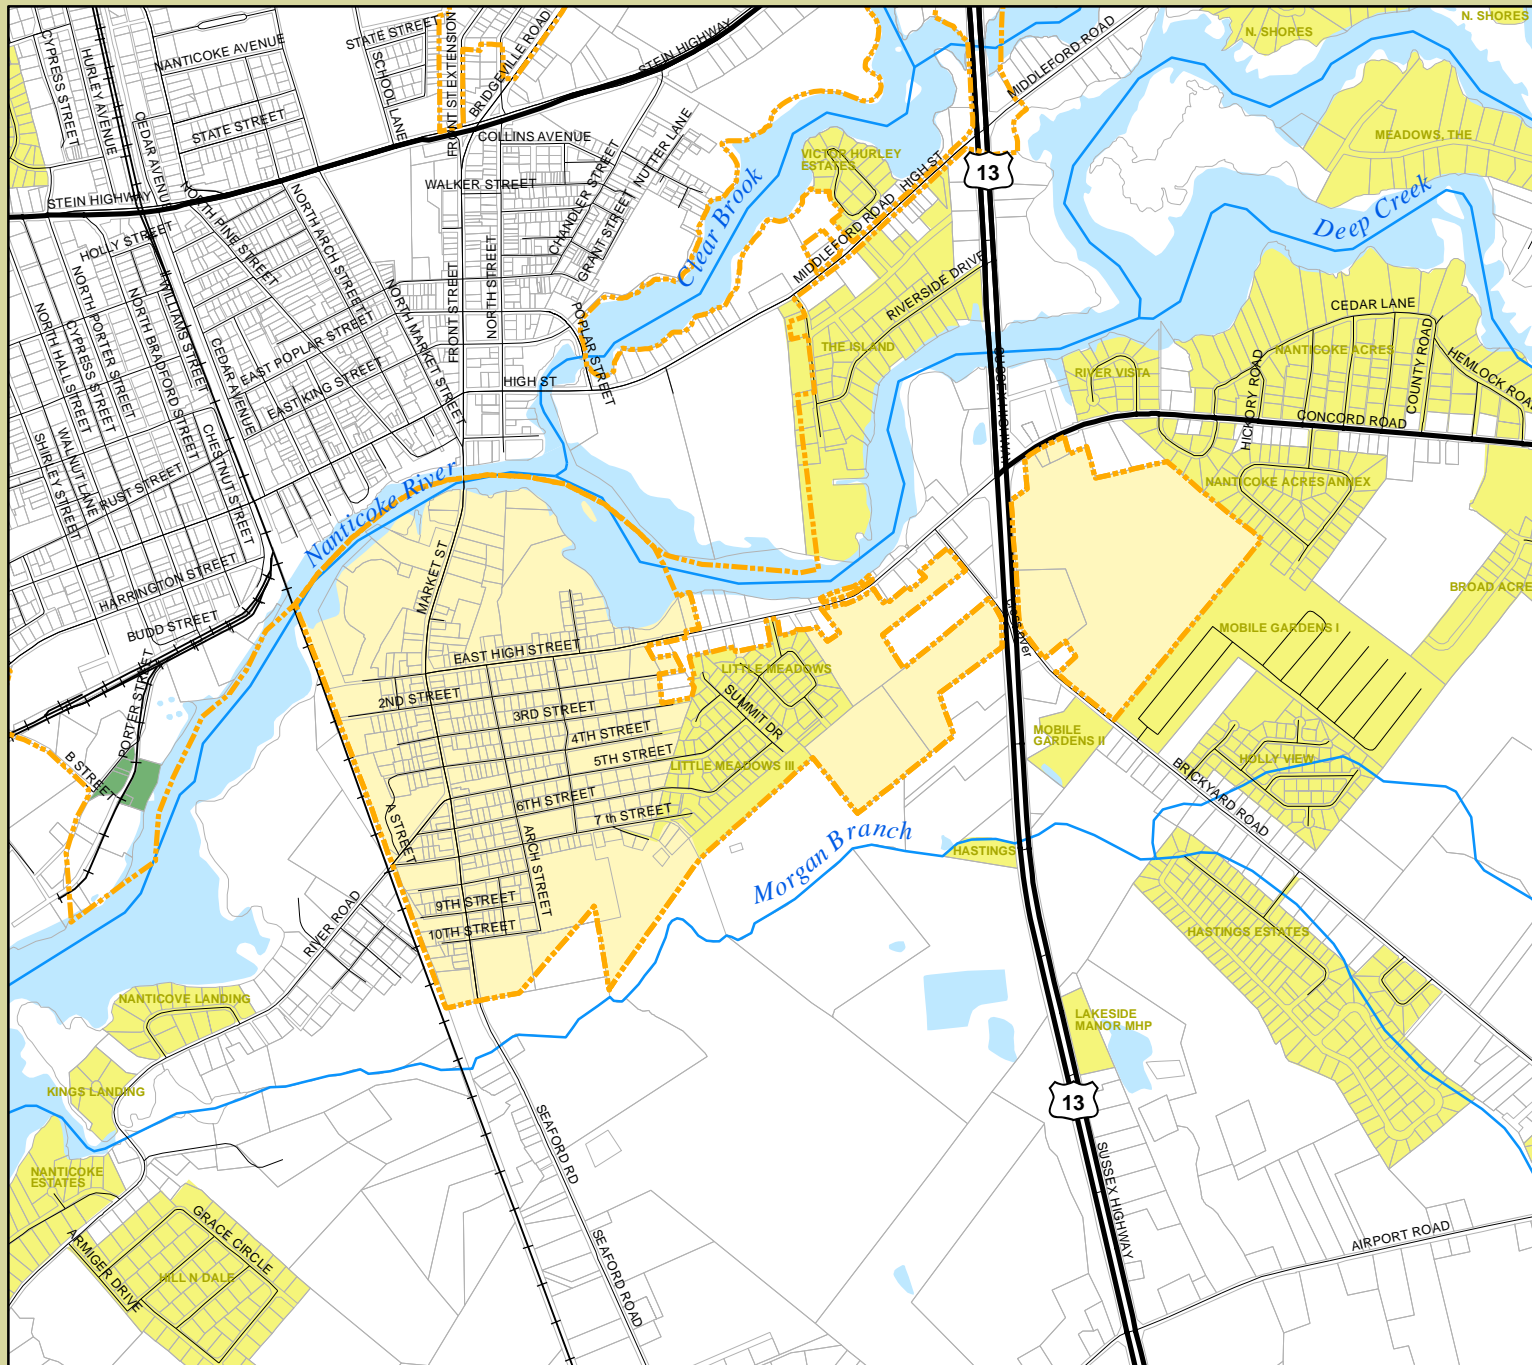 N. SHORES
N. SHORES
CYPRESS STREET
HURLEY AVENUE
NANTICOKE AVENUE
STATE STREET
SCHOOL LANE
FRONT ST EXTENSION
BRIDGEVILLE ROAD
STEIN HIGHWAY
MIDDLEFORD ROAD
CEDAR AVENUE
STATE STREET
COLLINS AVENUE
NUTTER LANE
MEADOWS, THE
VICTOR HURLEY
ESTATES
HIGH ST
13
STEIN HIGHWAY
NORTH PINE STREET
NORTH ARCH STREET
WALKER STREET
CHANDLER STREET
GRANT STREET
Clear Brook
MIDDLEFORD ROAD
Deep Creek
HOLLY STREET
WILLIAMS STREET
NORTH MARKET STREET
FRONT STREET
NORTH STREET
POPLAR STREET
RIVERSIDE DRIVE
CEDAR LANE
NORTH HALL STREET
CYPRESS STREET
NORTH PORTER STREET
NORTH BRADFORD STREET
CEDAR AVENUE
EAST POPLAR STREET
EAST KING STREET
HIGH ST
THE ISLAND
SUSSEX HIGHWAY
RIVER VISTA
NANTICOKE ACRES
HICKORY ROAD
COUNTY ROAD
HEMLOCK ROAD
CONCORD ROAD
SHIRLEY STREET
WALNUT LANE
RUST STREET
CHESTNUT STREET
Nanticoke River
NANTICOKE ACRES ANNEX
HARRINGTON STREET
BUDD STREET
MARKET ST
BROAD ACRE
MOBILE GARDENS I
EAST HIGH STREET
LITTLE MEADOWS
PORTER STREET
B STREET
2ND STREET
3RD STREET
4TH STREET
5TH STREET
SUMMIT DR
LITTLE MEADOWS III
6TH STREET
7 th STREET
A STREET
ARCH STREET
MOBILE
GARDENS II
HOLLY VIEW
BRICKYARD ROAD
Morgan Branch
HASTINGS
9TH STREET
10TH STREET
RIVER ROAD
HASTINGS ESTATES
NANTICOVE LANDING
LAKESIDE
MANOR MHP
KINGS LANDING
13
SEAFORD RD
NANTICOKE
ESTATES
SUSSEX HIGHWAY
GRACE CIRCLE
ARMIGER DRIVE
HILL N DALE
SEAFORD ROAD
AIRPORT ROAD